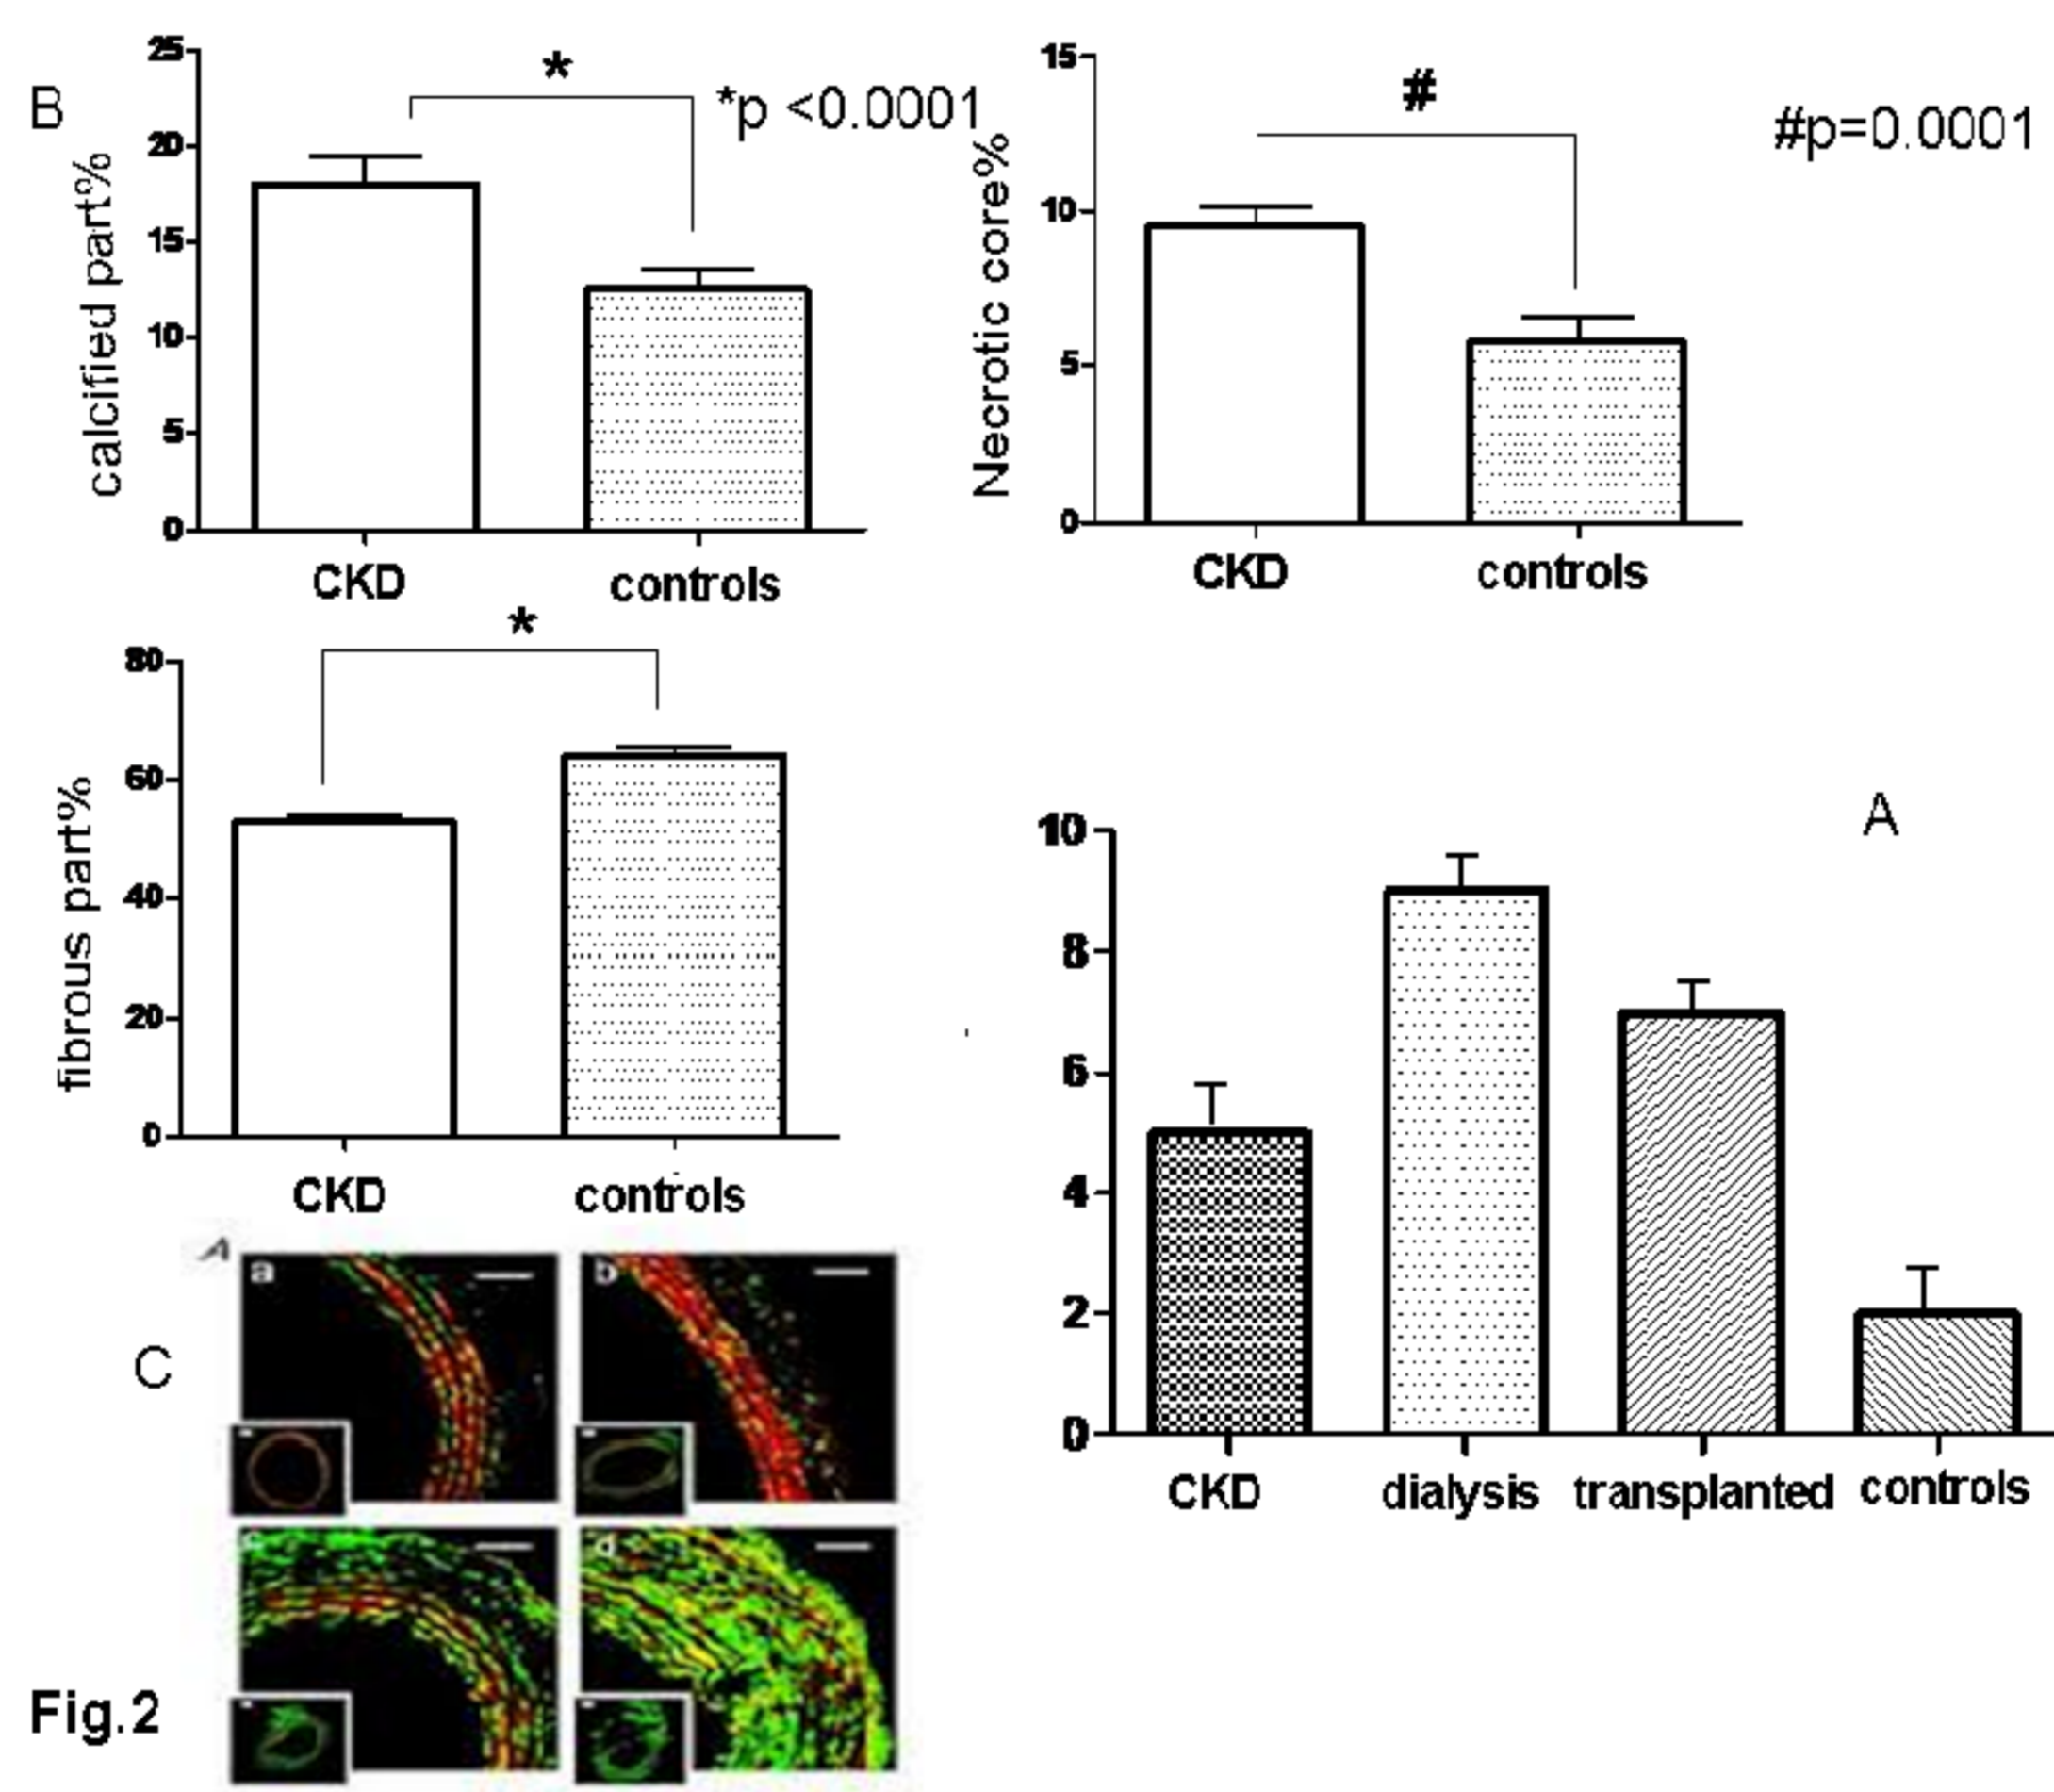 B
calcified part%
25
20
15
10
5
0
*
*p <0.0001
CKD
controls
Necrotic core%
15
10
5
0
#
#p=0.0001
CKD
controls
fibrous part%
80
60
40
20
0
*
CKD
controls
A
10
8
6
4
2
0
CKD
dialysis
transplanted
controls
C
A
a
b
c
d
Fig.2